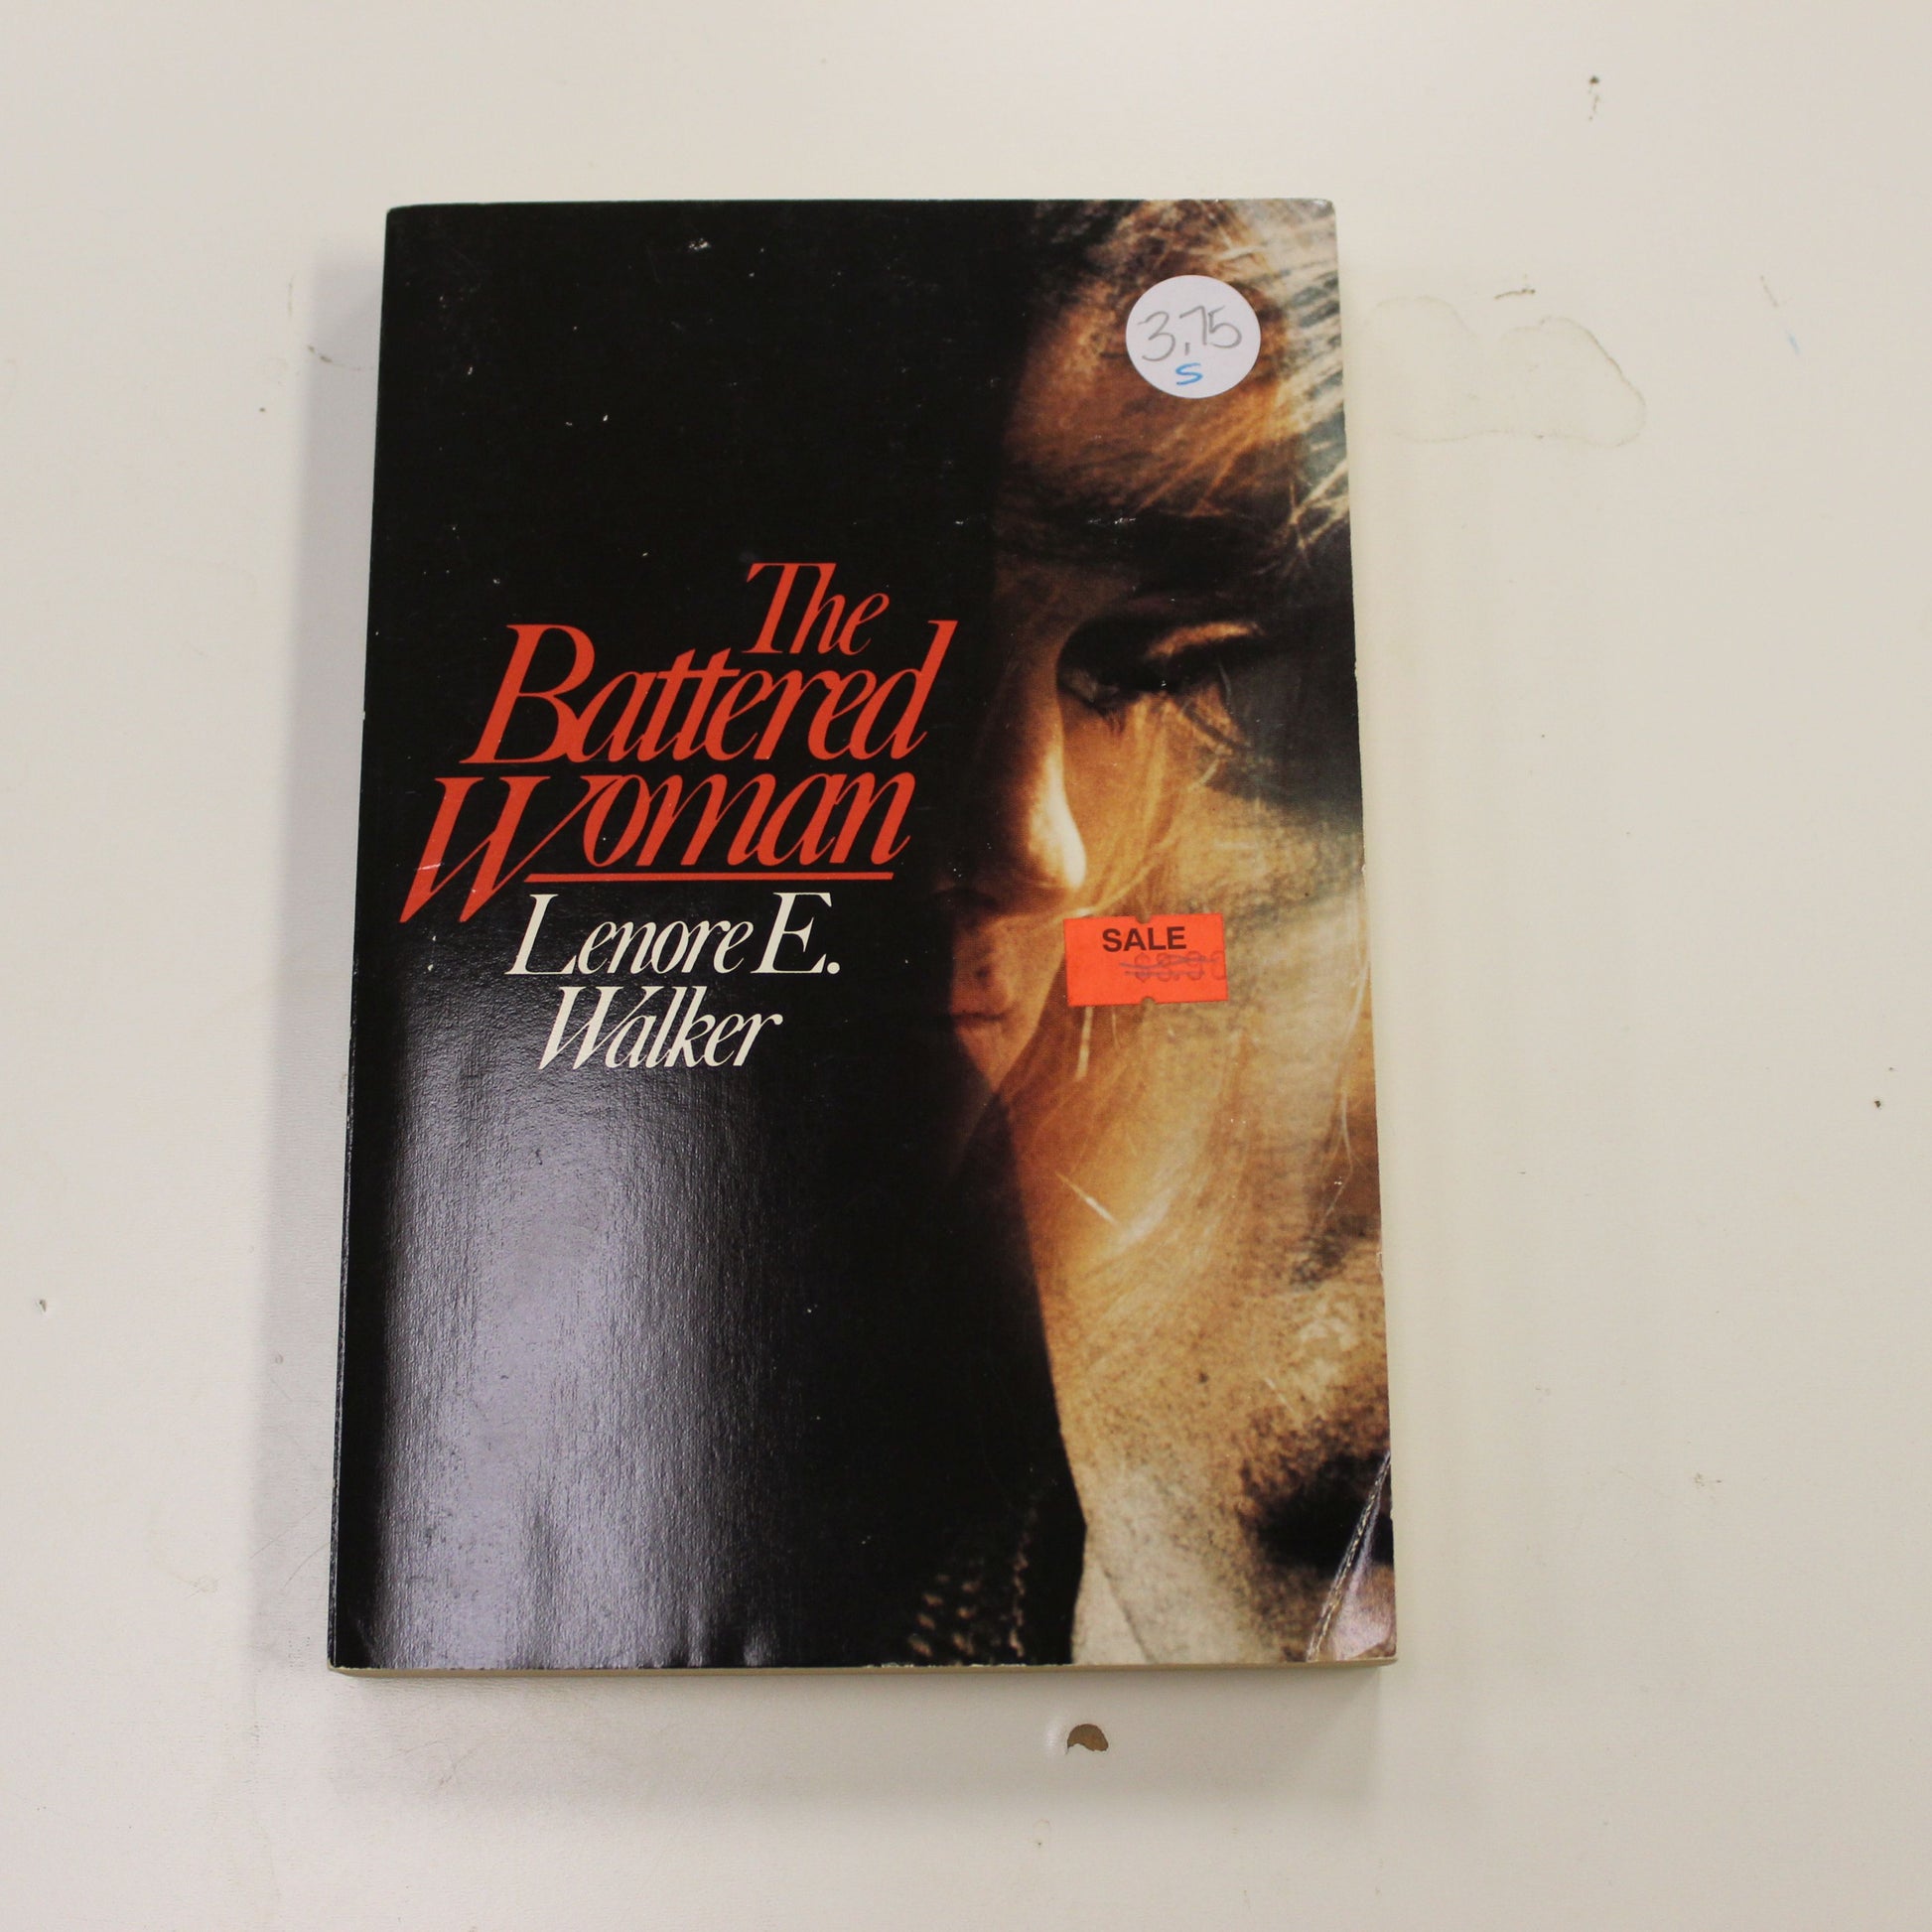 3.75
S
The
Battered
Woman
Lenore E.
Walker
SALE